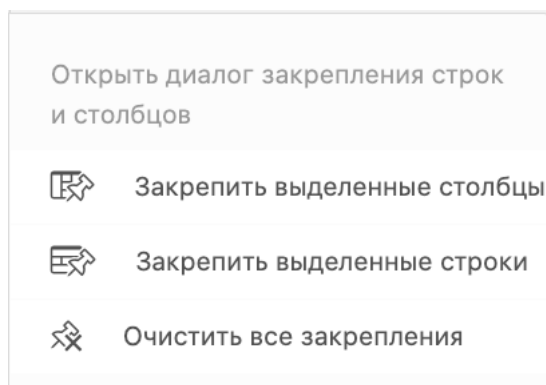 Открыть диалог закрепления строк
и столбцов
Закрепить выделенные столбцы
Закрепить выделенные строки
Очистить все закрепления